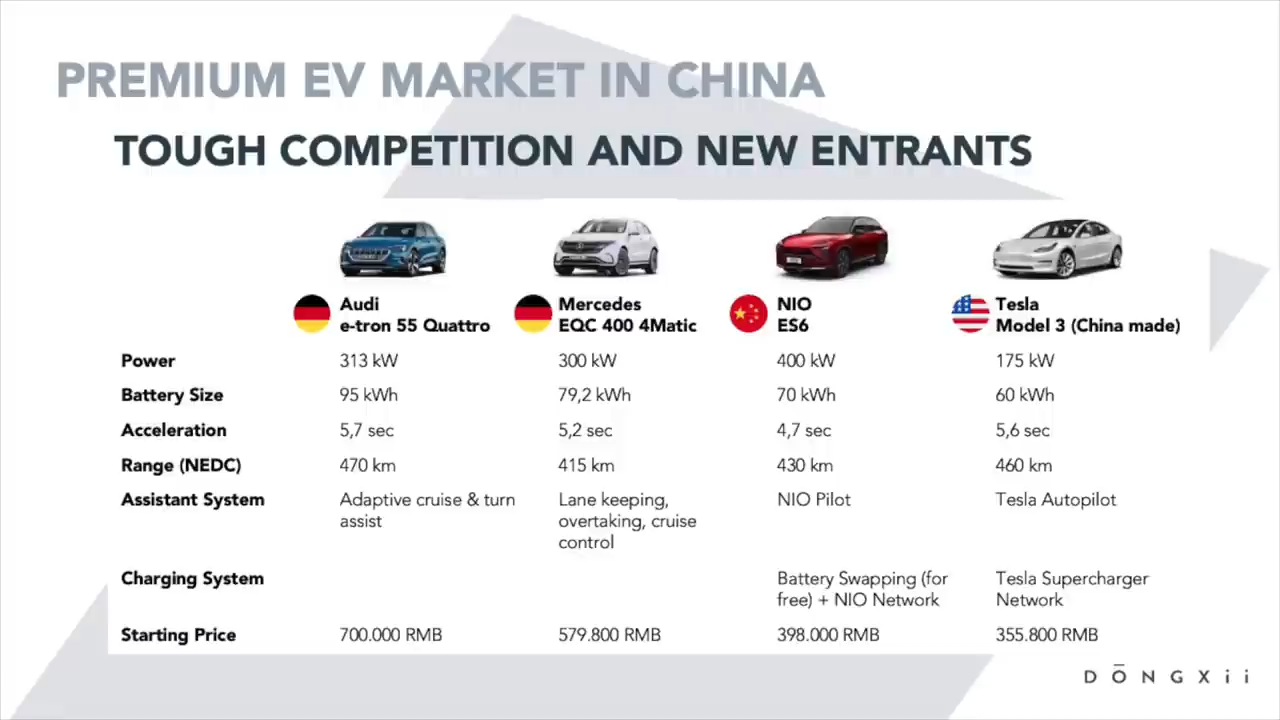 PREMIUM EV MARKET IN CHINA
TOUGH COMPETITION AND NEW ENTRANTS
Audi
e-tron 55 Quattro
Mercedes
EQC 400 4Matic
NIO
ES6
Tesla
Model 3 (China made)
Power 313 kW 300 kW 400 kW 175 kW
Battery Size 95 kWh 79,2 kWh 70 kWh 60 kWh
Acceleration 5,7 sec 5,2 sec 4,7 sec 5,6 sec
Range (NEDC) 470 km 415 km 430 km 460 km
Assistant System
Adaptive cruise & turn
assist
Lane keeping,
overtaking, cruise
control
NIO Pilot
Tesla Autopilot
Charging System
Battery Swapping (for
free) + NIO Network
Tesla Supercharger
Network
Starting Price 700.000 RMB 579.800 RMB 398.000 RMB 355.800 RMB
DŌNGXii